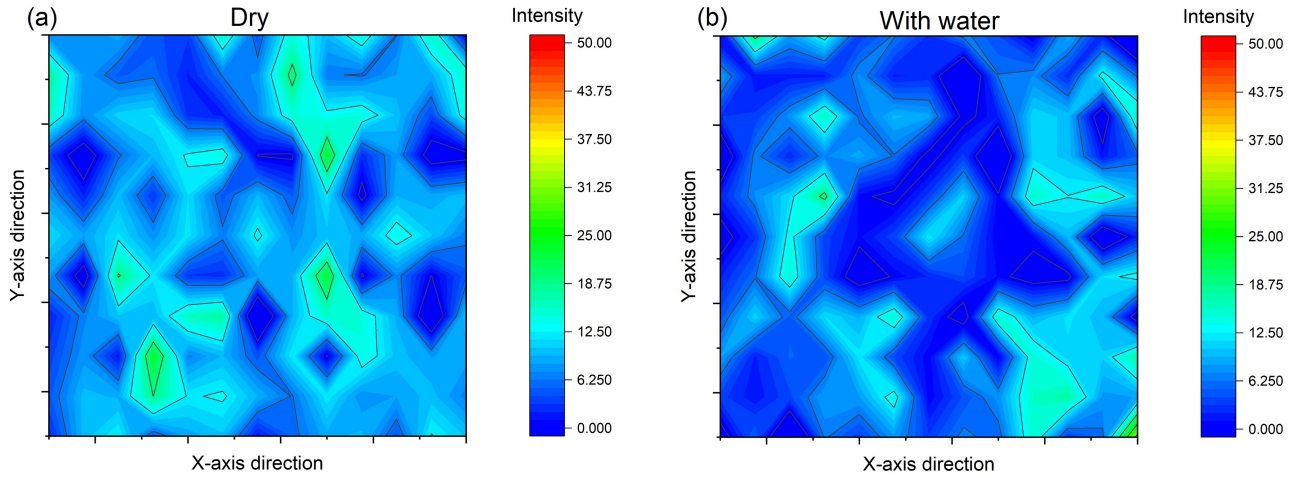 (a)
Dry
Intensity
50.00
43.75
37.50
31.25
25.00
18.75
12.50
6.250
0.000
Y-axis direction
X-axis direction
(b)
With water
Intensity
50.00
43.75
37.50
31.25
25.00
18.75
12.50
6.250
0.000
Y-axis direction
X-axis direction